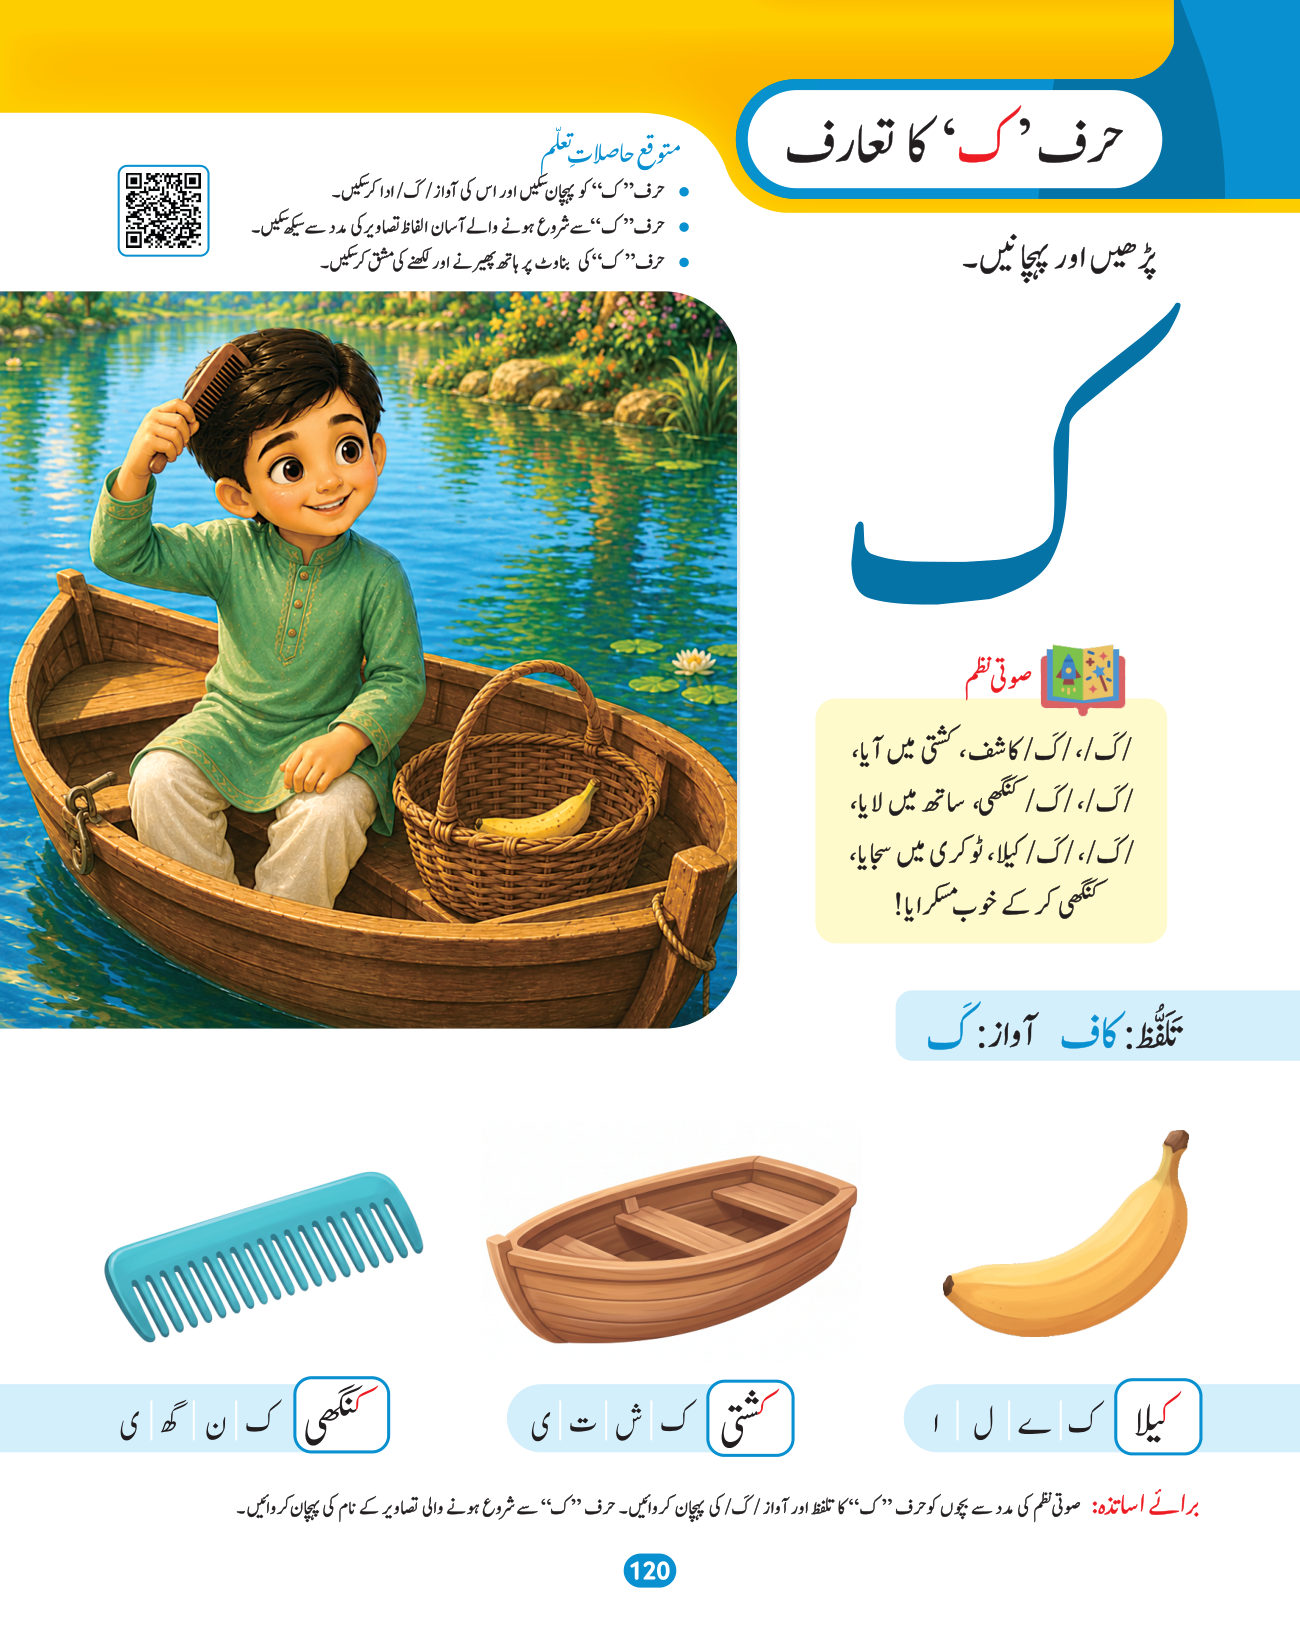 حرف ’ک‘ کا تعارف
متوقع حاصلاتِ تعلّم
حرف ”ک“ کو پہچان سکیں اور اس کی آواز /کَ/ ادا کر سکیں۔
حرف ”ک“ سے شروع ہونے والے آسان الفاظ تصاویر کی مدد سے سیکھ سکیں۔
حرف ”ک“ کی بناوٹ پر ہاتھ پھیرنے اور لکھنے کی مشق کر سکیں۔
پڑھیں اور پہچانیں۔
ک
صوتی نظم
/کَ/، /کَ/ کاشف، کشتی میں آیا،
/کَ/، /کَ/ کنگھی، ساتھ میں لایا،
/کَ/، /کَ/ کیلا، ٹوکری میں سجایا،
کنگھی کر کے خوب مسکرایا!
تَلَفُّظ: کاف آواز: کَ
کیلا ک ے ل ا
کشتی ک ش ت ی
کنگھی ک ن گھ ی
برائے اساتذہ: صوتی نظم کی مدد سے بچوں کو حرف ”ک“ کا تلفظ اور آواز /کَ/ کی پہچان کروائیں۔ حرف ”ک“ سے شروع ہونے والی تصاویر کے نام کی پہچان کروائیں۔
120